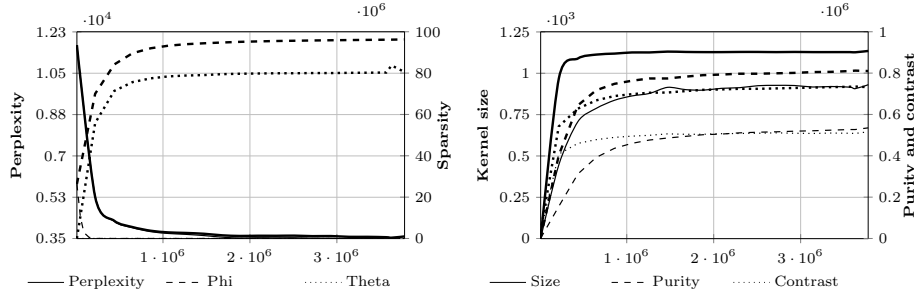 ·10⁴
·10⁶
1.23
1.05
0.88
0.7
0.53
0.35
Perplexity
100
80
60
40
20
0
Sparsity
1 · 10⁶
2 · 10⁶
3 · 10⁶
Perplexity
Phi
Theta
·10³
·10⁶
1.25
1
0.75
0.5
0.25
0
Kernel size
1
0.8
0.6
0.4
0.2
0
Purity and contrast
1 · 10⁶
2 · 10⁶
3 · 10⁶
Size
Purity
Contrast